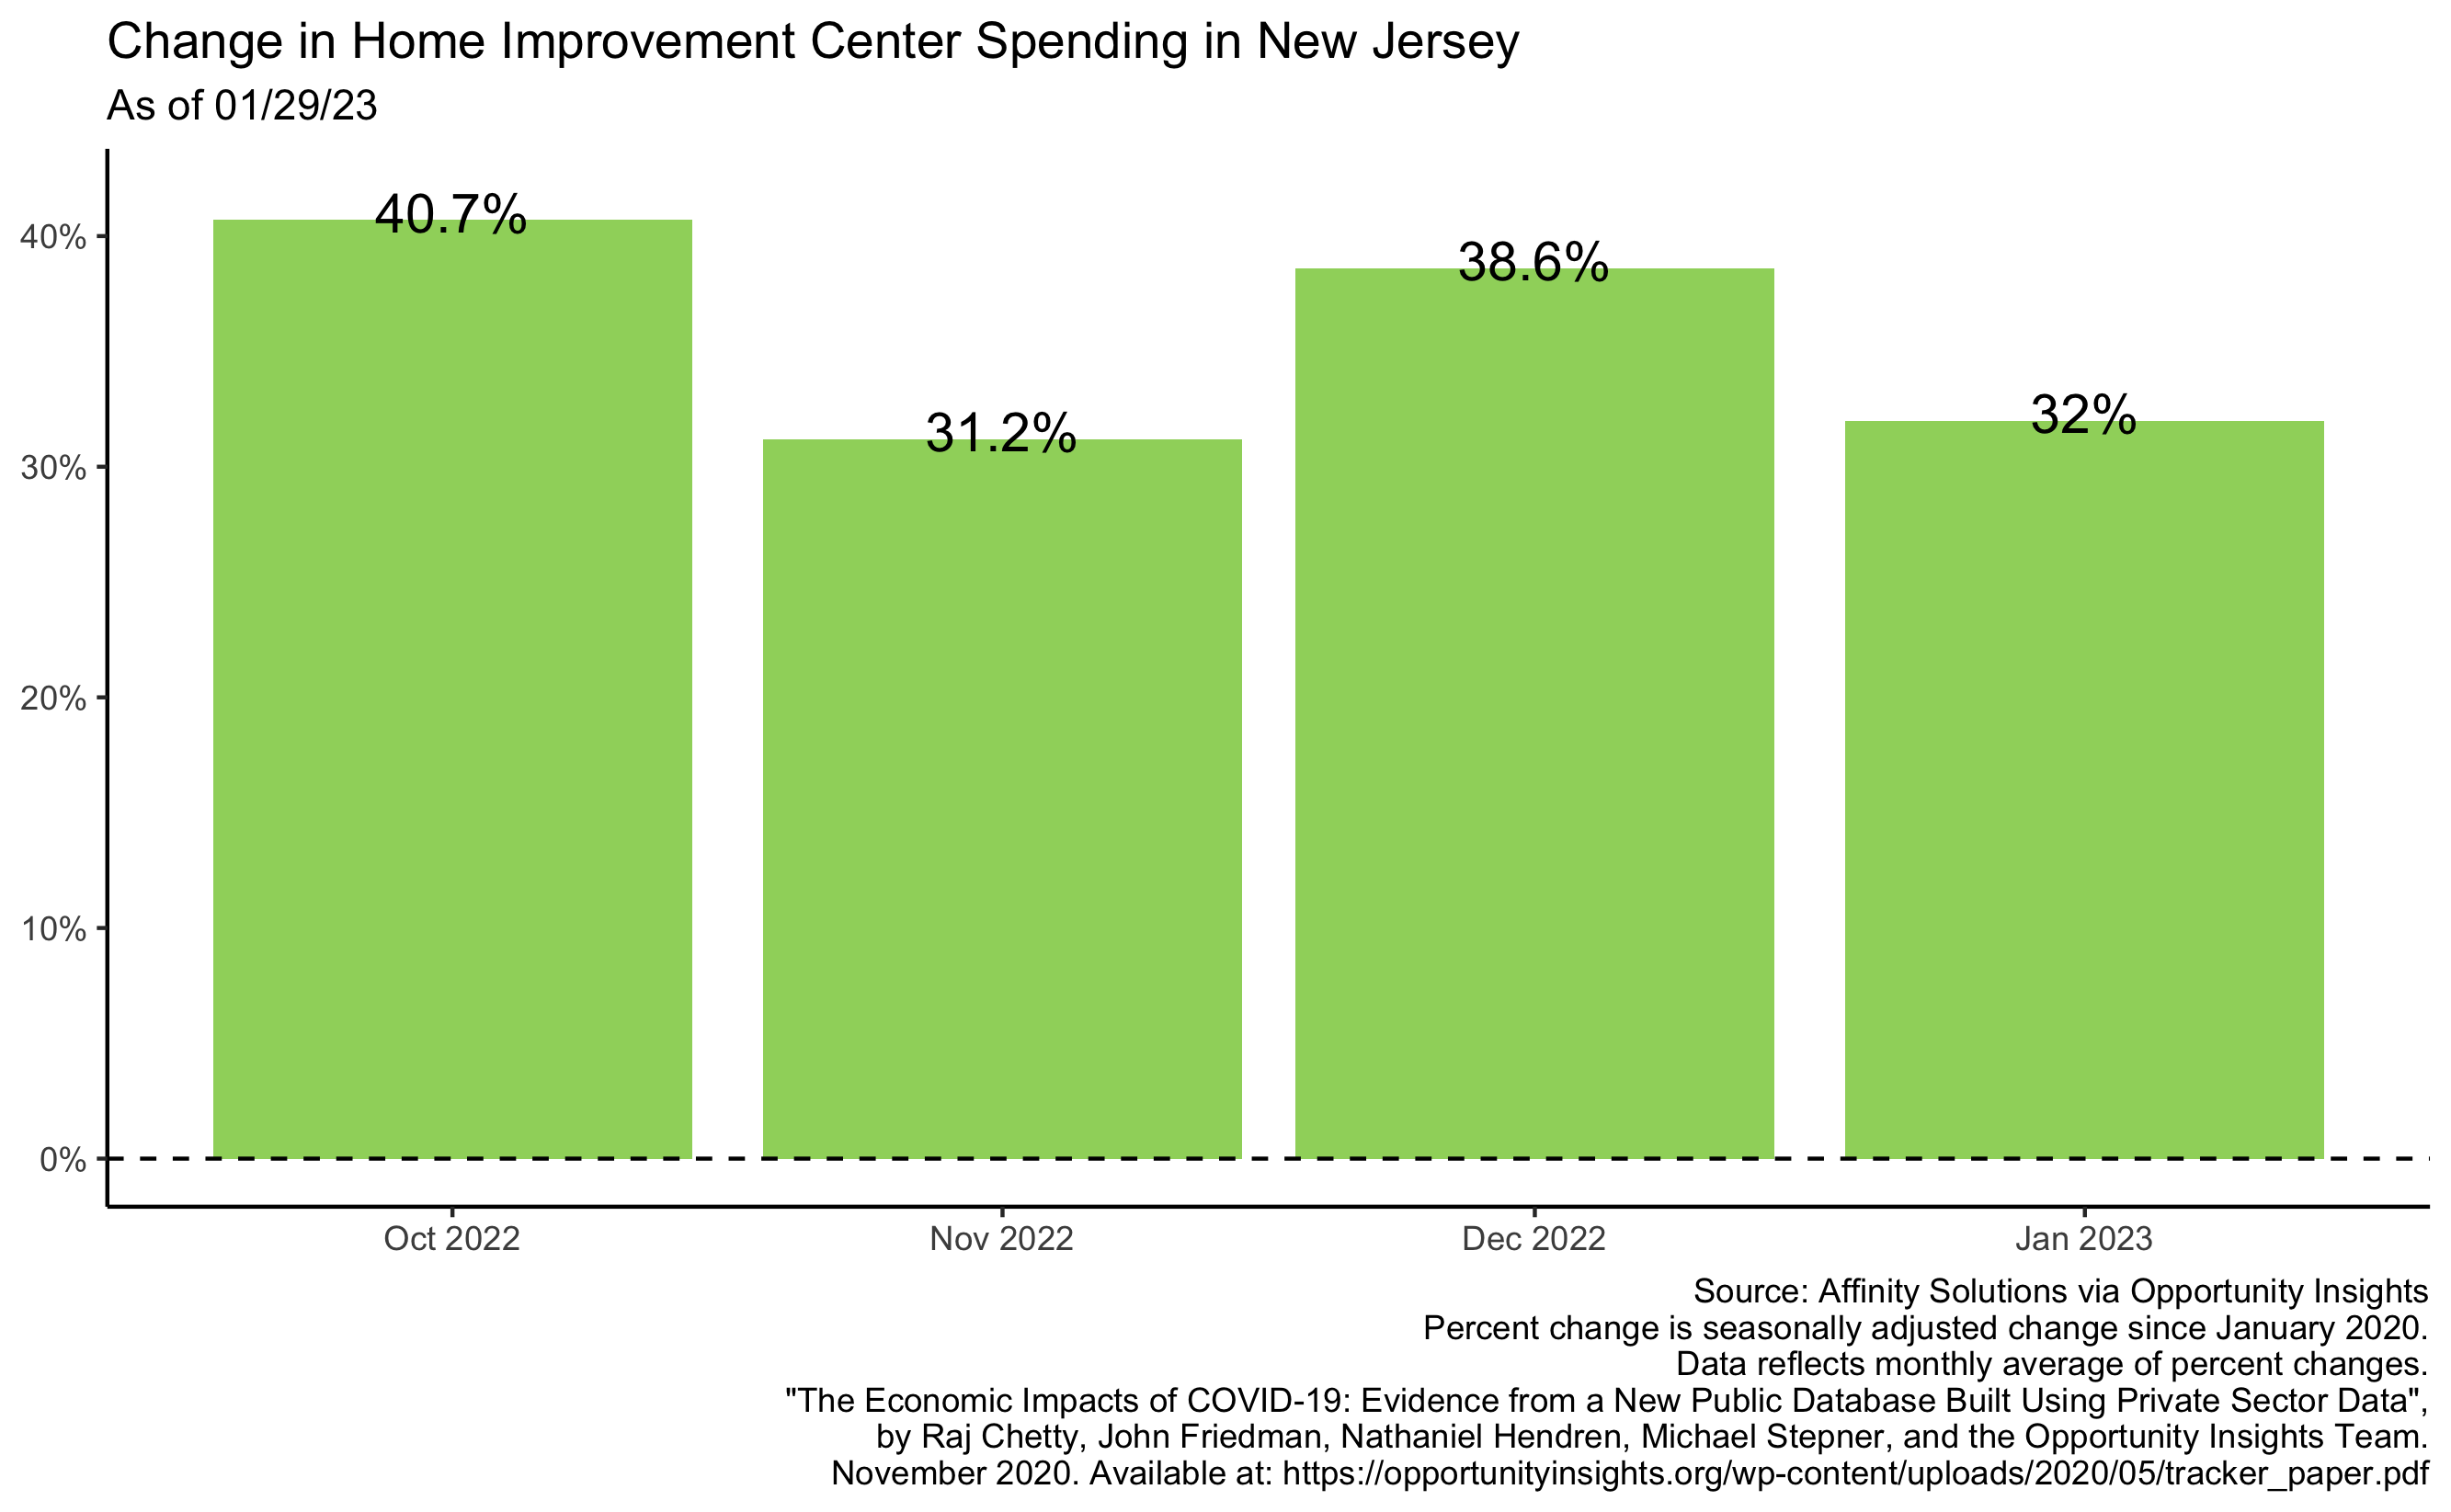 Change in Home Improvement Center Spending in New Jersey
As of 01/29/23
40.7%
31.2%
38.6%
32%
40%
30%
20%
10%
0%
Oct 2022
Nov 2022
Dec 2022
Jan 2023
Source: Affinity Solutions via Opportunity Insights
Percent change is seasonally adjusted change since January 2020.
Data reflects monthly average of percent changes.
"The Economic Impacts of COVID-19: Evidence from a New Public Database Built Using Private Sector Data",
by Raj Chetty, John Friedman, Nathaniel Hendren, Michael Stepner, and the Opportunity Insights Team.
November 2020. Available at: https://opportunityinsights.org/wp-content/uploads/2020/05/tracker_paper.pdf